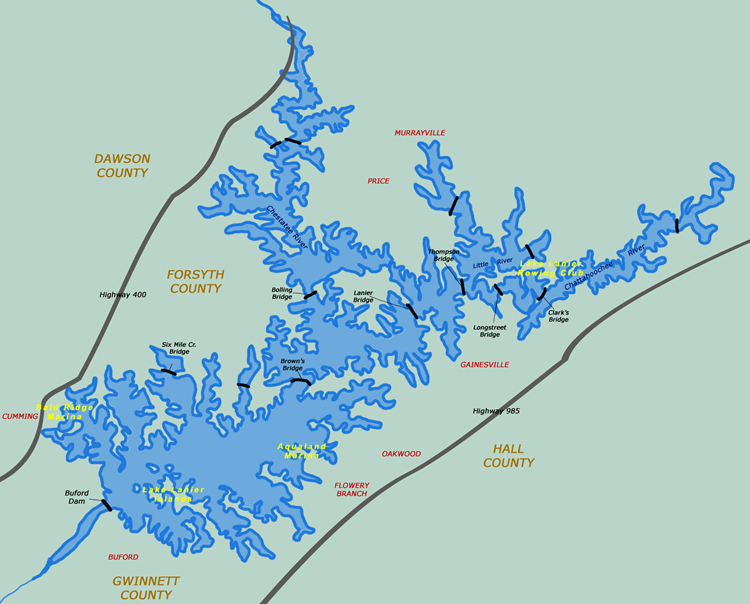 MURRAYVILLE
DAWSON
COUNTY
PRICE
Chestatee River
Thompson
Bridge
Little River
Lake Lanier
Rowing Club
Chattahoochee River
FORSYTH
COUNTY
Highway 400
Bolling
Bridge
Lanier
Bridge
Longstreet
Bridge
Clark's
Bridge
Six Mile Cr.
Bridge
Brown's
Bridge
GAINESVILLE
Bald Ridge
Marina
CUMMING
Highway 985
Aqualand
Marina
OAKWOOD
HALL
COUNTY
FLOWERY
BRANCH
Lake Lanier
Islands
Buford
Dam
BUFORD
GWINNETT
COUNTY